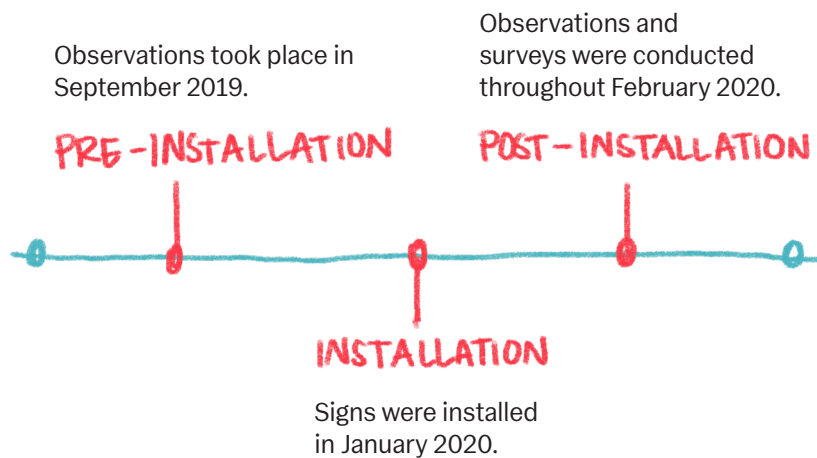 Observations took place in
September 2019.
PRE-INSTALLATION
Observations and
surveys were conducted
throughout February 2020.
POST-INSTALLATION
INSTALLATION
Signs were installed
in January 2020.